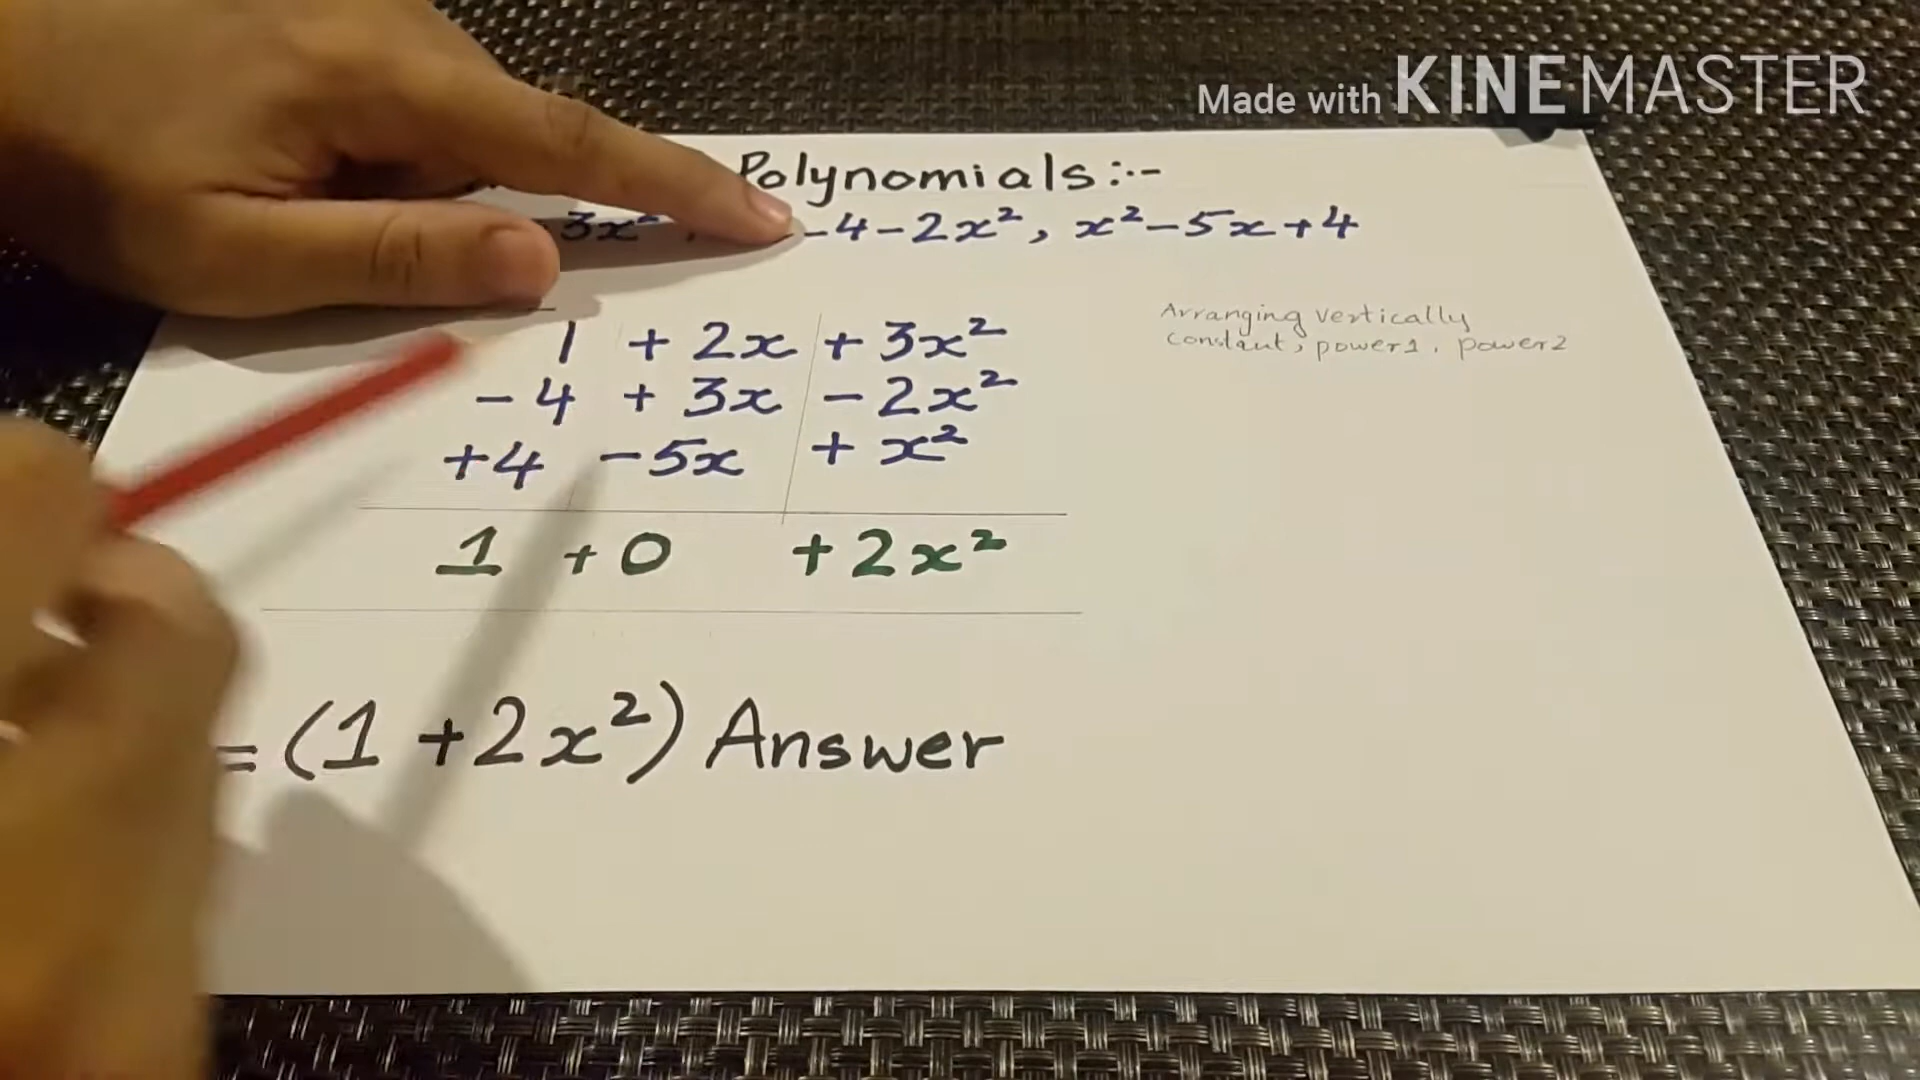 Made with KINEMASTER
Polynomials:-
3x², -4-2x², x²-5x+4
Arranging vertically
constant, power1, power2
1 + 2x + 3x²
-4 + 3x - 2x²
+4 -5x + x²
1 + 0 + 2x²
= (1 + 2x²) Answer